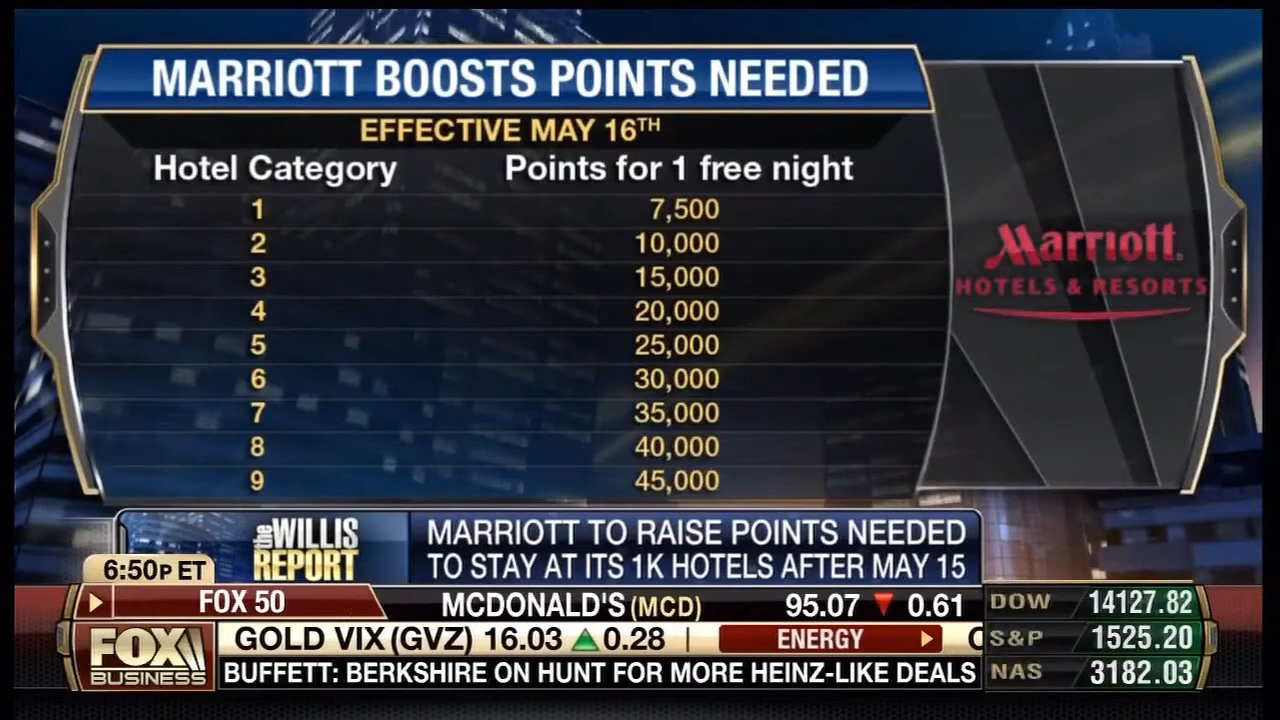 MARRIOTT BOOSTS POINTS NEEDED
EFFECTIVE MAY 16TH
Hotel Category Points for 1 free night
1 7,500
2 10,000
3 15,000
4 20,000
5 25,000
6 30,000
7 35,000
8 40,000
9 45,000
Marriott.
HOTELS & RESORTS
the WILLIS REPORT
MARRIOTT TO RAISE POINTS NEEDED
TO STAY AT ITS 1K HOTELS AFTER MAY 15
6:50P ET
FOX 50 MCDONALD'S (MCD) 95.07 ▼ 0.61
DOW 14127.82
FOX BUSINESS
GOLD VIX (GVZ) 16.03 ▲ 0.28 | ENERGY
S&P 1525.20
BUFFETT: BERKSHIRE ON HUNT FOR MORE HEINZ-LIKE DEALS
NAS 3182.03